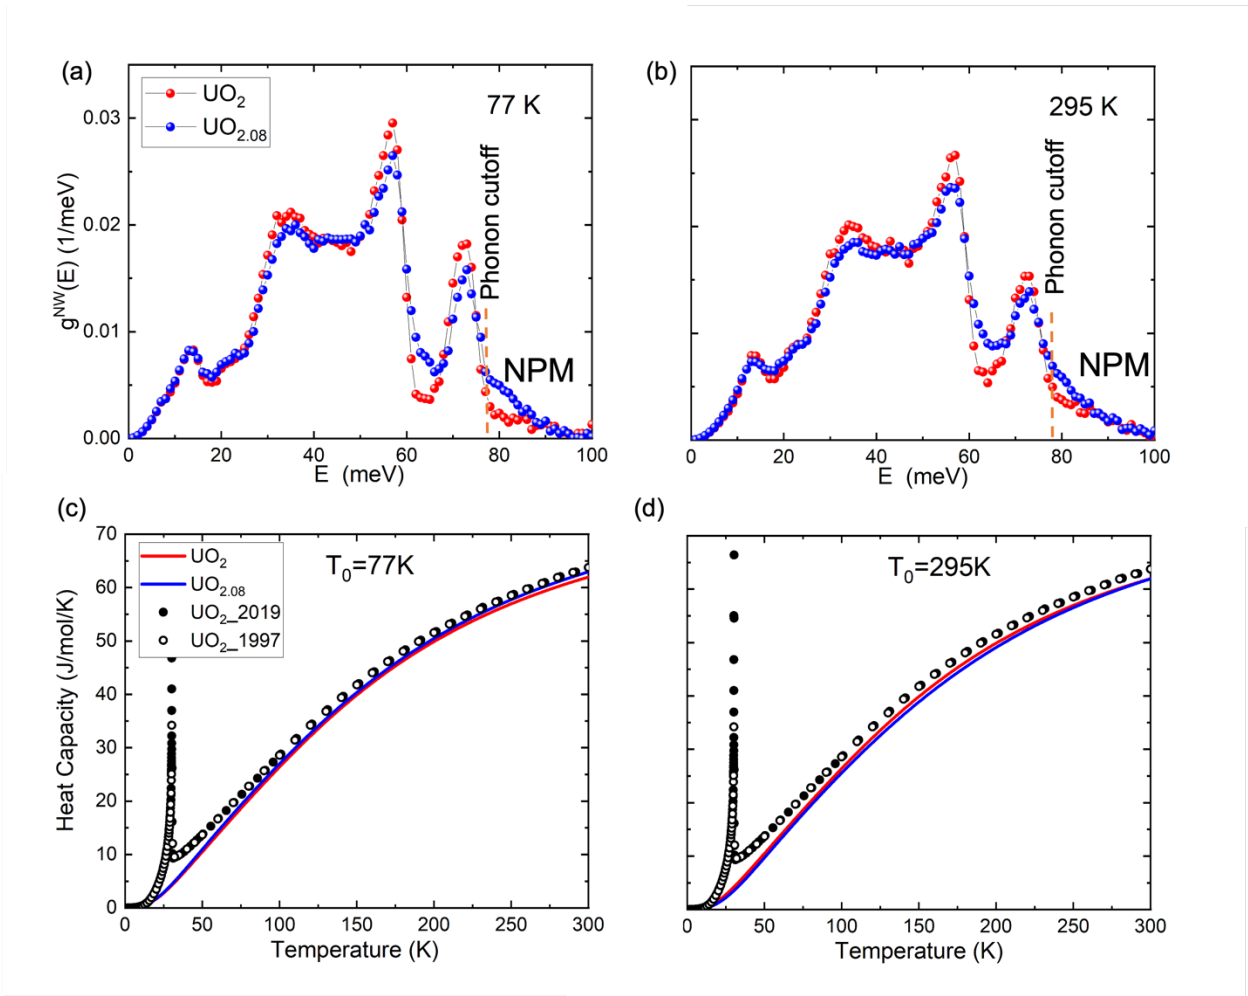 (a)
77 K
UO2
UO2.08
Phonon cutoff
NPM
gNW(E) (1/meV)
0.03
0.02
0.01
0.00
0 20 40 60 80 100
E (meV)
(b)
295 K
Phonon cutoff
NPM
0 20 40 60 80 100
E (meV)
(c)
T0=77K
UO2
UO2.08
UO2_2019
UO2_1997
Heat Capacity (J/mol/K)
70
60
50
40
30
20
10
0
0 50 100 150 200 250 300
Temperature (K)
(d)
T0=295K
0 50 100 150 200 250 300
Temperature (K)